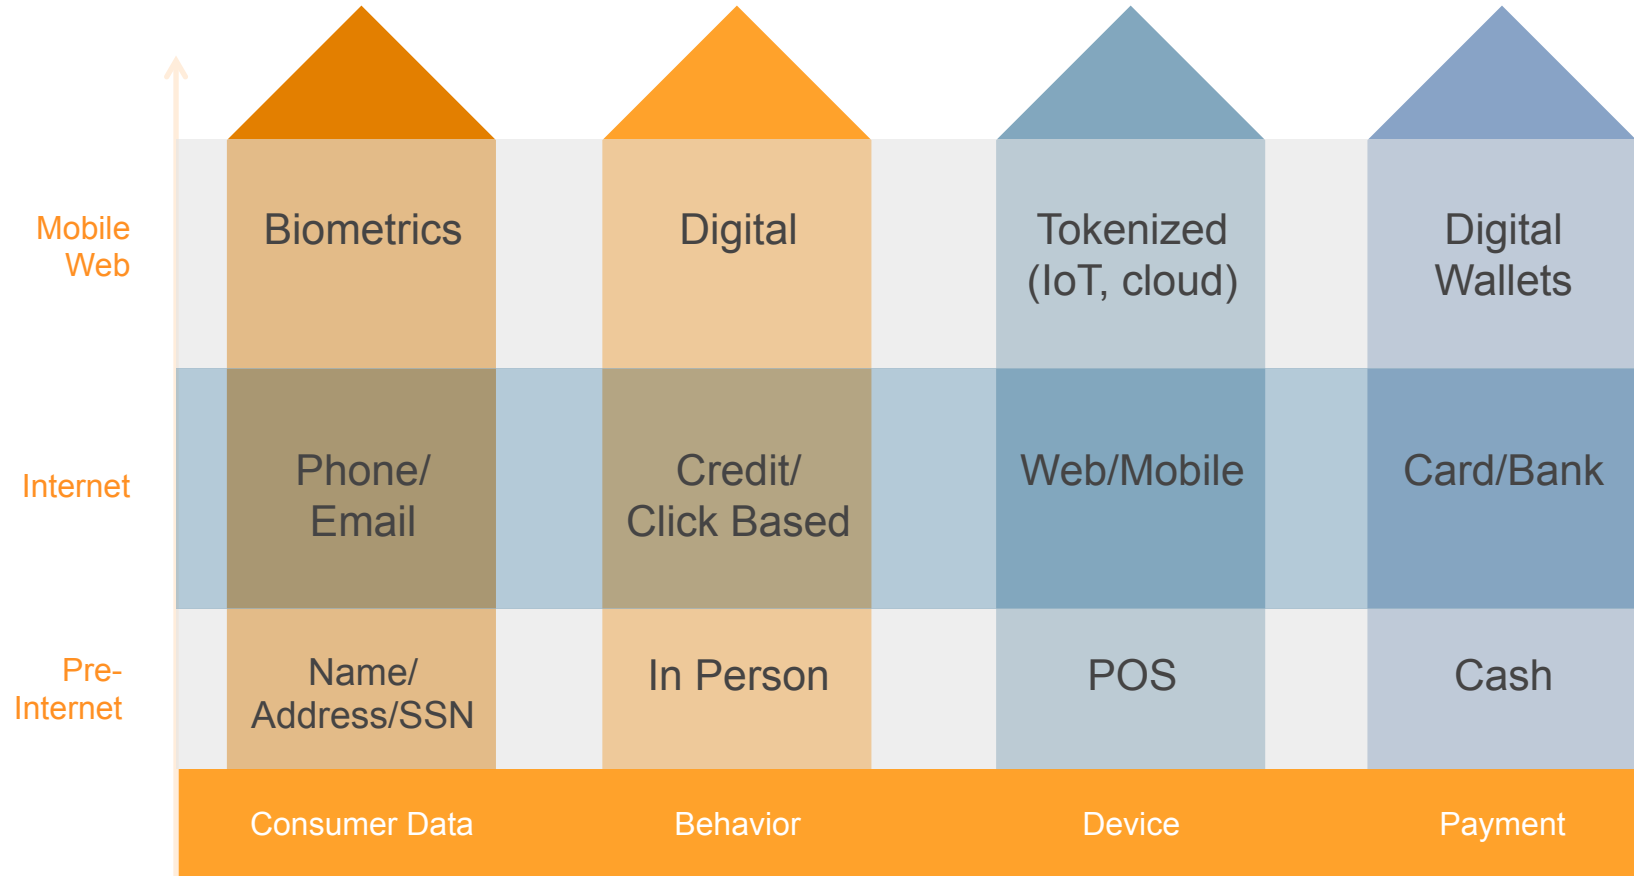 Mobile
Web
Biometrics
Digital
Tokenized
(IoT, cloud)
Digital
Wallets
Internet
Phone/
Email
Credit/
Click Based
Web/Mobile
Card/Bank
Pre-
Internet
Name/
Address/SSN
In Person
POS
Cash
Consumer Data
Behavior
Device
Payment